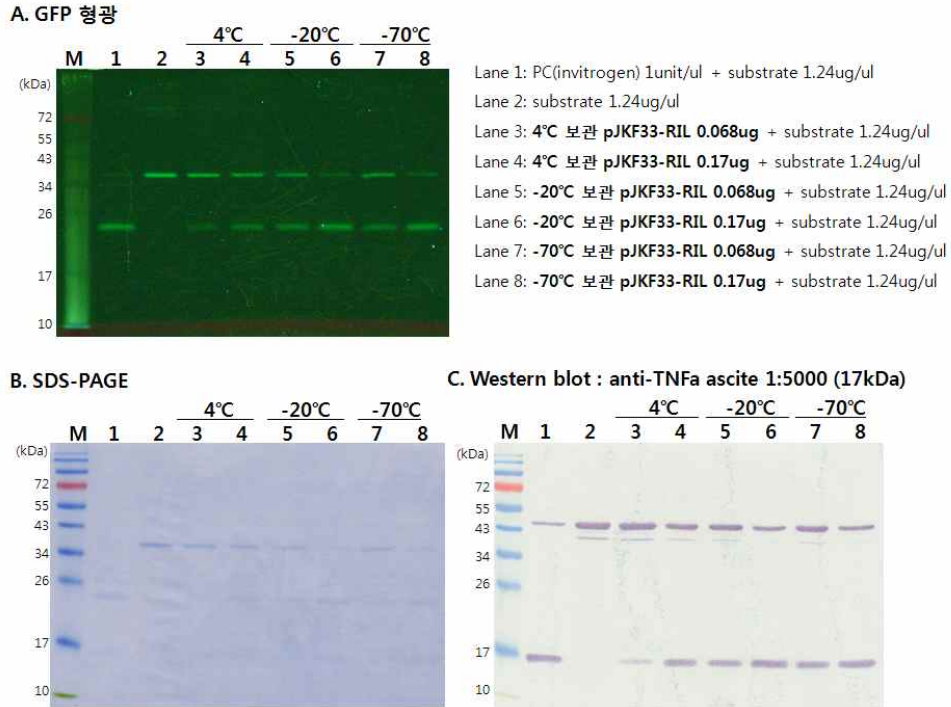 A. GFP 형광
4℃ -20℃ -70℃
M 1 2 3 4 5 6 7 8
(kDa)
72
55
43
34
26
17
10
Lane 1: PC(invitrogen) 1unit/ul + substrate 1.24ug/ul
Lane 2: substrate 1.24ug/ul
Lane 3: 4℃ 보관 pJKF33-RIL 0.068ug + substrate 1.24ug/ul
Lane 4: 4℃ 보관 pJKF33-RIL 0.17ug + substrate 1.24ug/ul
Lane 5: -20℃ 보관 pJKF33-RIL 0.068ug + substrate 1.24ug/ul
Lane 6: -20℃ 보관 pJKF33-RIL 0.17ug + substrate 1.24ug/ul
Lane 7: -70℃ 보관 pJKF33-RIL 0.068ug + substrate 1.24ug/ul
Lane 8: -70℃ 보관 pJKF33-RIL 0.17ug + substrate 1.24ug/ul
B. SDS-PAGE
4℃ -20℃ -70℃
M 1 2 3 4 5 6 7 8
(kDa)
72
55
43
34
26
17
10
C. Western blot : anti-TNFa ascite 1:5000 (17kDa)
4℃ -20℃ -70℃
M 1 2 3 4 5 6 7 8
(kDa)
72
55
43
34
26
17
10